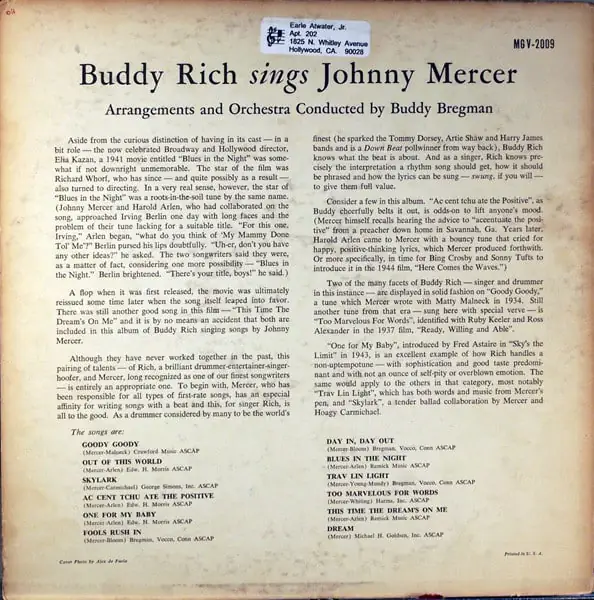 Earle Atwater, Jr.
Apt. 202
1825 N. Whitley Avenue
Hollywood, CA. 90028
MGV-2009
Buddy Rich sings Johnny Mercer
Arrangements and Orchestra Conducted by Buddy Bregman
Aside from the curious distinction of having in its cast — in a
bit role — the now celebrated Broadway and Hollywood director,
Elia Kazan, a 1941 movie entitled "Blues in the Night" was some-
what if not downright unmemorable. The star of the film was
Richard Whorf, who has since — and quite possibly as a result —
also turned to directing. In a very real sense, however, the star of
"Blues in the Night" was a roots-in-the-soil tune by the same name.
(Johnny Mercer and Harold Arlen, who had collaborated on the
song, approached Irving Berlin one day with long faces and the
problem of their tune lacking for a suitable title. "For this one,
Irving," Arlen began, "what do you think of 'My Mammy Done
Tol' Me'?" Berlin pursed his lips doubtfully. "Uh-er, don't you have
any other ideas?" he asked. The two songwriters said they were,
as a matter of fact, considering one more possibility — "Blues in
the Night." Berlin brightened. "There's your title, boys!" he said.)
A flop when it was first released, the movie was ultimately
reissued some time later when the song itself leaped into favor.
There was still another good song in this film — "This Time The
Dream's On Me" and it is by no means an accident that both are
included in this album of Buddy Rich singing songs by Johnny
Mercer.
Although they have never worked together in the past, this
pairing of talents — of Rich, a brilliant drummer-entertainer-singer-
hoofer, and Mercer, long recognized as one of our finest songwriters
— is entirely an appropriate one. To begin with, Mercer, who has
been responsible for all types of first-rate songs, has an especial
affinity for writing songs with a beat and this, for singer Rich, is
all to the good. As a drummer considered by many to be the world's
finest (he sparked the Tommy Dorsey, Artie Shaw and Harry James
bands and is a Down Beat pollwinner from way back), Buddy Rich
knows what the beat is about. And as a singer, Rich knows pre-
cisely the interpretation a rhythm song should get, how it should
be phrased and how the lyrics can be sung — swung, if you will —
to give them full value.
Consider a few in this album. "Ac cent tchu ate the Positive", as
Buddy cheerfully belts it out, is odds-on to lift anyone's mood.
(Mercer himself recalls hearing the advice to "accentuate the posi-
tive" from a preacher down home in Savannah, Ga. Years later,
Harold Arlen came to Mercer with a bouncy tune that cried for
happy, positive-thinking lyrics, which Mercer produced forthwith.
Or more specifically, in time for Bing Crosby and Sonny Tufts to
introduce it in the 1944 film, "Here Comes the Waves.")
Two of the many facets of Buddy Rich — singer and drummer
in this instance — are displayed in solid fashion on "Goody Goody,"
a tune which Mercer wrote with Matty Malneck in 1934. Still
another tune from that era — sung here with special verve — is
"Too Marvelous For Words", identified with Ruby Keeler and Ross
Alexander in the 1937 film, "Ready, Willing and Able".
"One for My Baby", introduced by Fred Astaire in "Sky's the
Limit" in 1943, is an excellent example of how Rich handles a
non-uptempotune — with sophistication and good taste predomi-
nant and with not an ounce of self-pity or overblown emotion. The
same would apply to the others in that category, most notably
"Trav Lin Light", which has both words and music from Mercer's
pen, and "Skylark", a tender ballad collaboration by Mercer and
Hoagy Carmichael.
The songs are:
GOODY GOODY
(Mercer-Malneck) Crawford Music ASCAP
OUT OF THIS WORLD
(Mercer-Arlen) Edw. H. Morris ASCAP
SKYLARK
(Mercer-Carmichael) George Simons, Inc. ASCAP
AC CENT TCHU ATE THE POSITIVE
(Mercer-Arlen) Edw. H. Morris ASCAP
ONE FOR MY BABY
(Mercer-Arlen) Edw. H. Morris ASCAP
FOOLS RUSH IN
(Mercer-Bloom) Bregman, Vocco, Conn ASCAP
DAY IN, DAY OUT
(Mercer-Bloom) Bregman, Vocco, Conn ASCAP
BLUES IN THE NIGHT
(Mercer-Arlen) Remick Music ASCAP
TRAV LIN LIGHT
(Mercer-Young-Mundy) Bregman, Vocco, Conn ASCAP
TOO MARVELOUS FOR WORDS
(Mercer-Whiting) Harms, Inc. ASCAP
THIS TIME THE DREAM'S ON ME
(Mercer-Arlen) Remick Music ASCAP
DREAM
(Mercer) Michael H. Goldsen, Inc. ASCAP
Cover Photo by Alex de Paola
Printed in U. S. A.